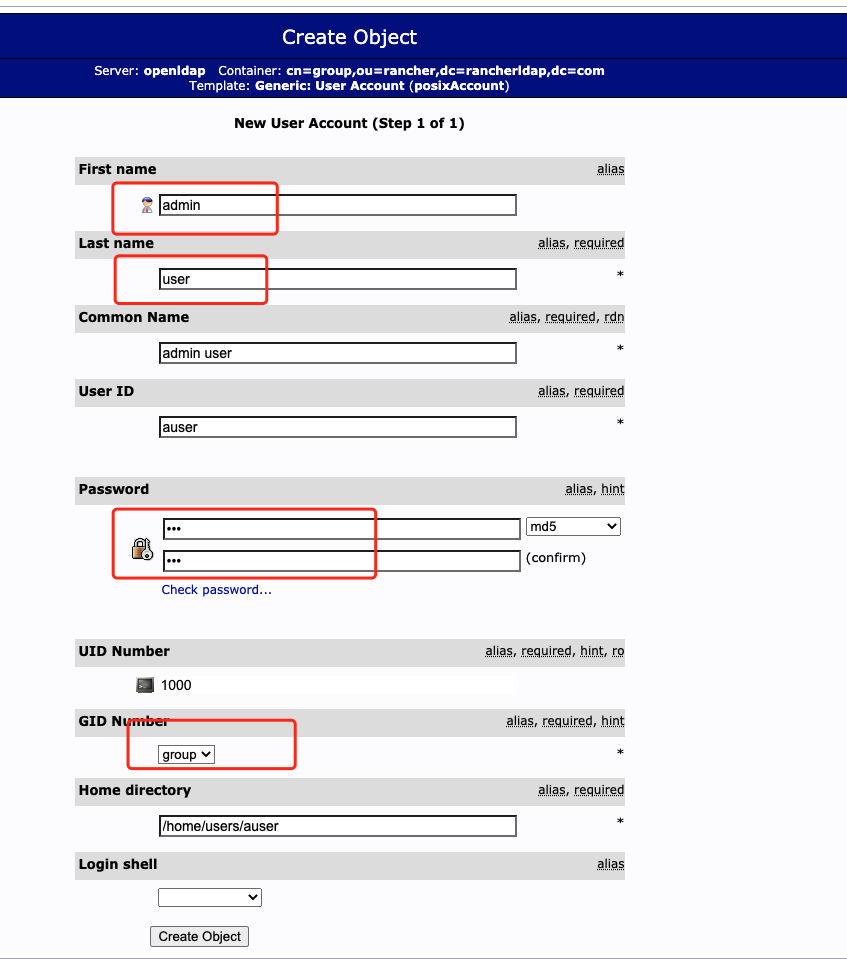 Create Object
Server: openldap Container: cn=group,ou=rancher,dc=rancherldap,dc=com
Template: Generic: User Account (posixAccount)
New User Account (Step 1 of 1)
First name alias
admin
Last name alias, required
user *
Common Name alias, required, rdn
admin user *
User ID alias, required
auser *
Password alias, hint
••• md5
••• (confirm)
Check password...
UID Number alias, required, hint, ro
1000
GID Number alias, required, hint
group *
Home directory alias, required
/home/users/auser *
Login shell alias
Create Object